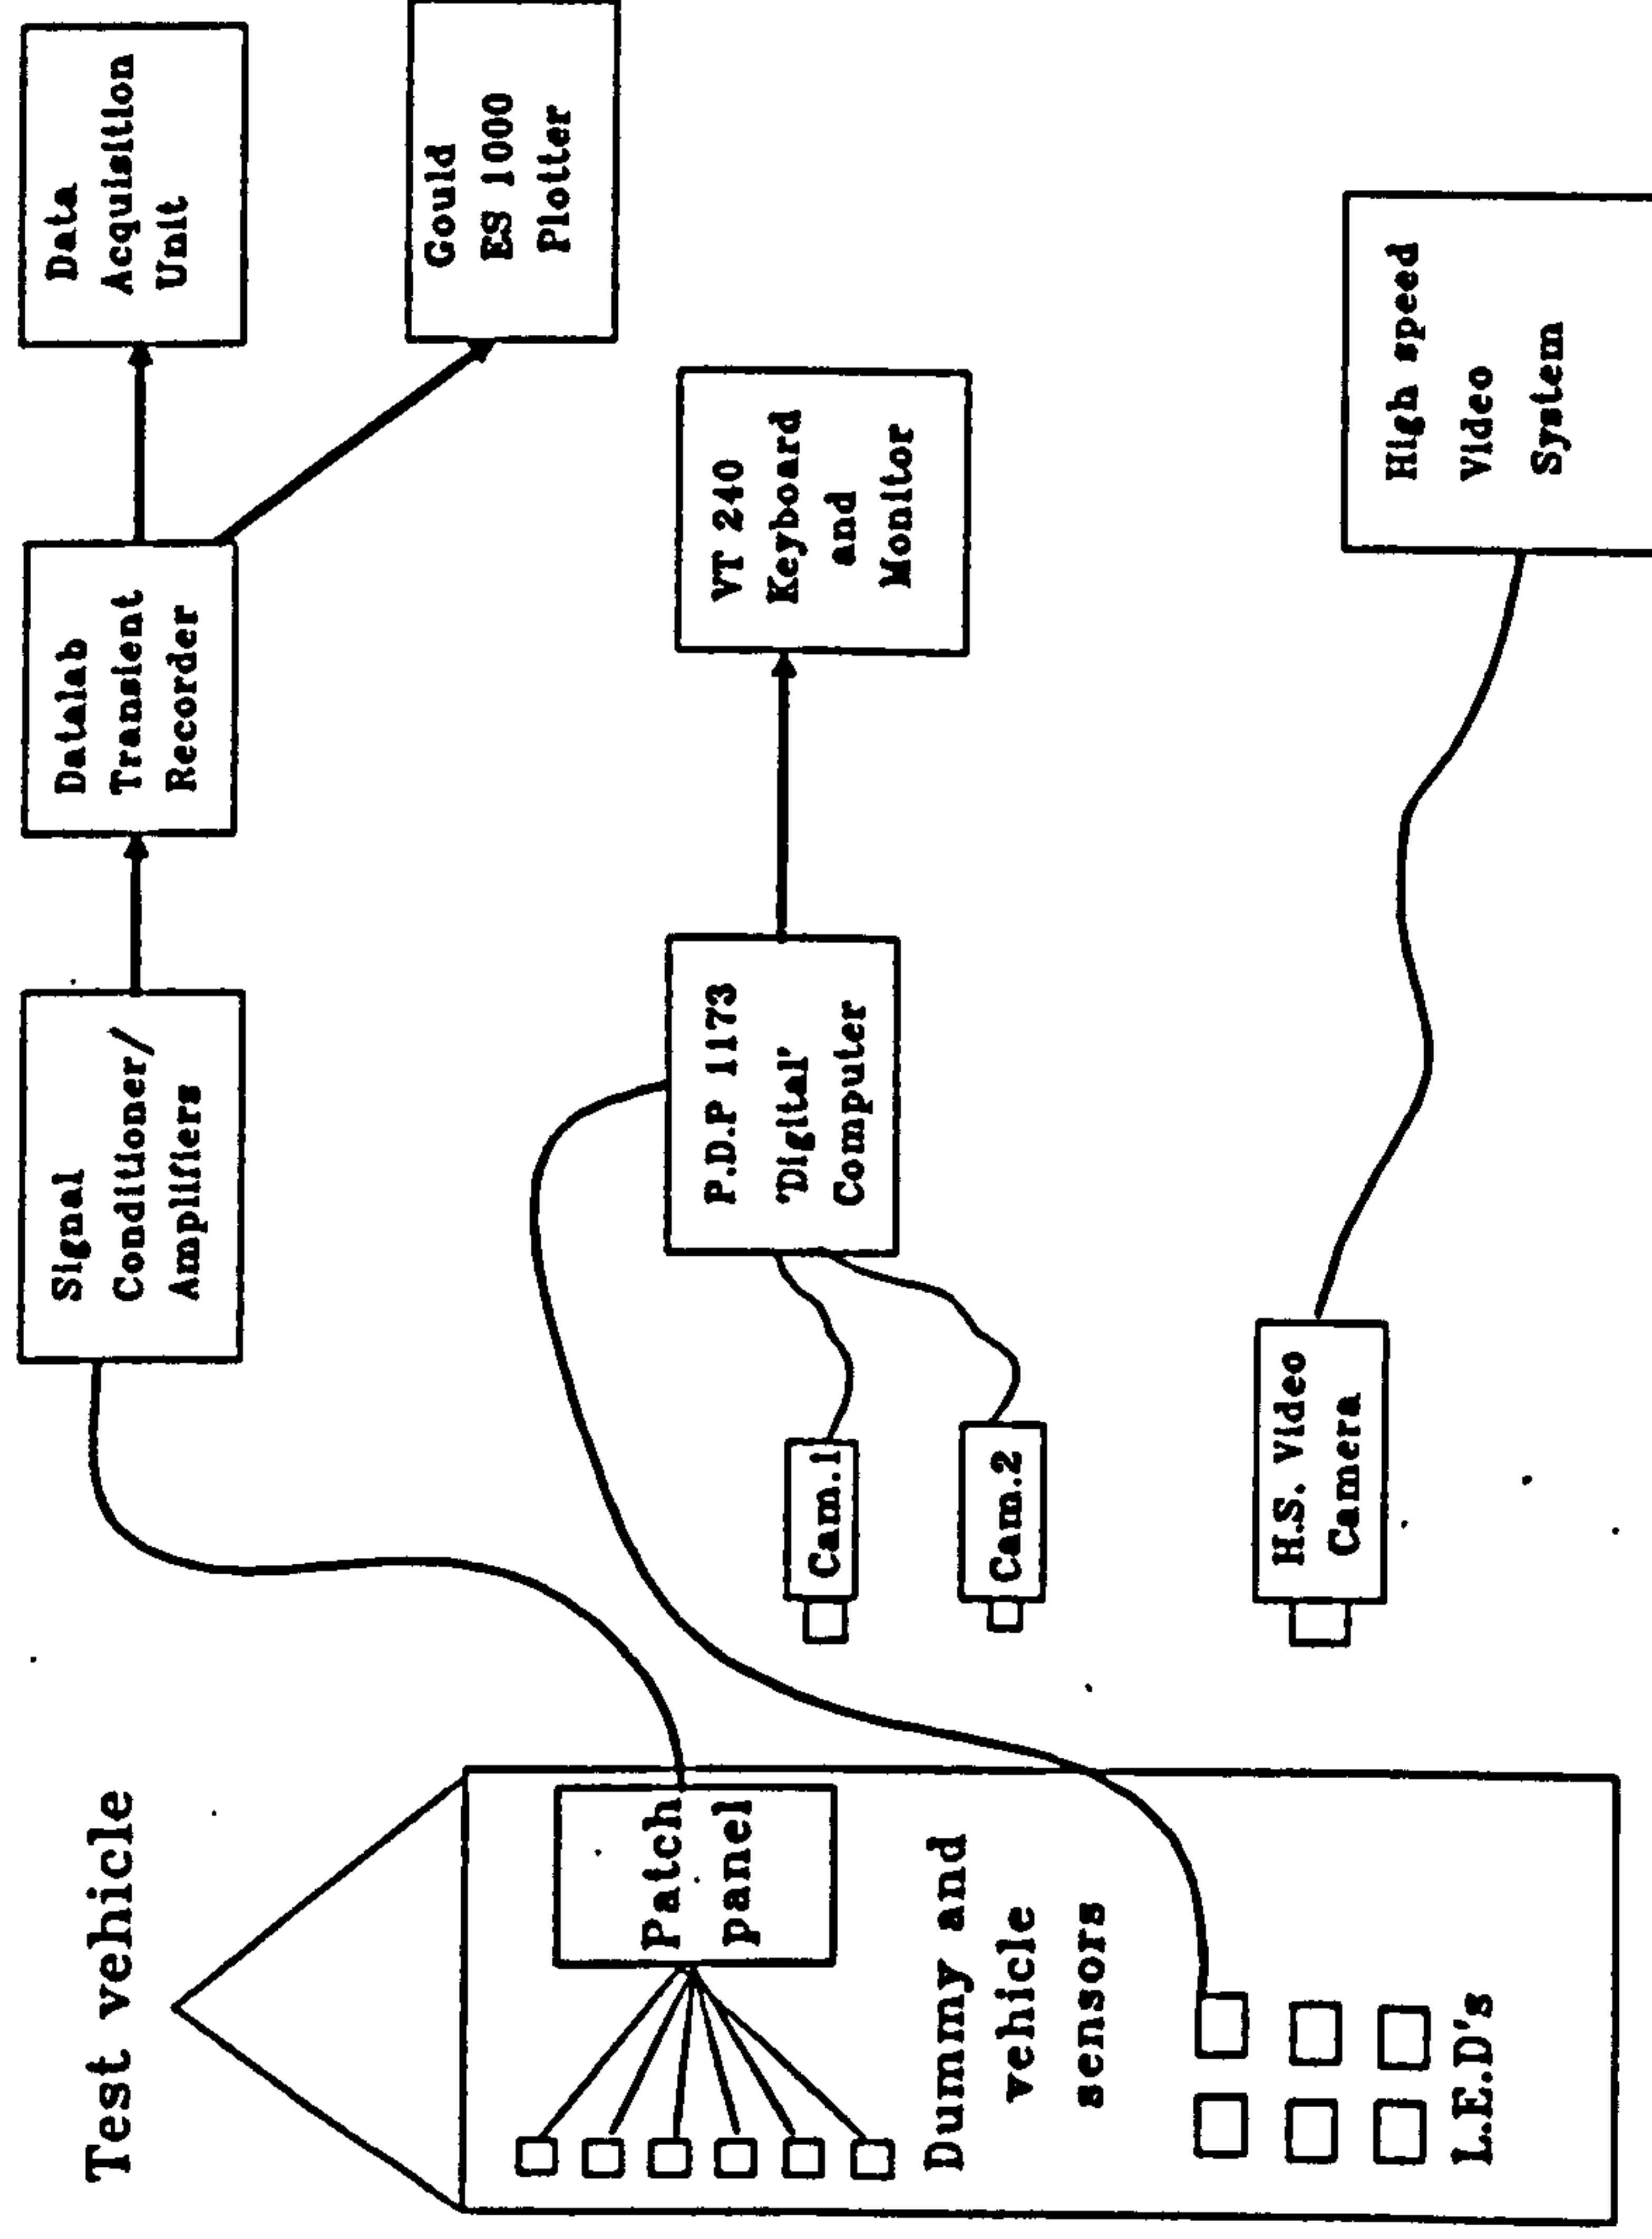 Test vehicle
Patch
panel
Dummy and
vehicle
sensors
L.E.D's
Signal
Conditioner/
Amplifiers
Datalab
Transient
Recorder
Data
Acquisition
Unit
Gould
ES 1000
Plotter
P.D.P 1173
'Digital'
Computer
VT 240
Keyboard
and
Monitor
Cam.1
Cam.2
H.S. Video
Camera
High speed
Video
System